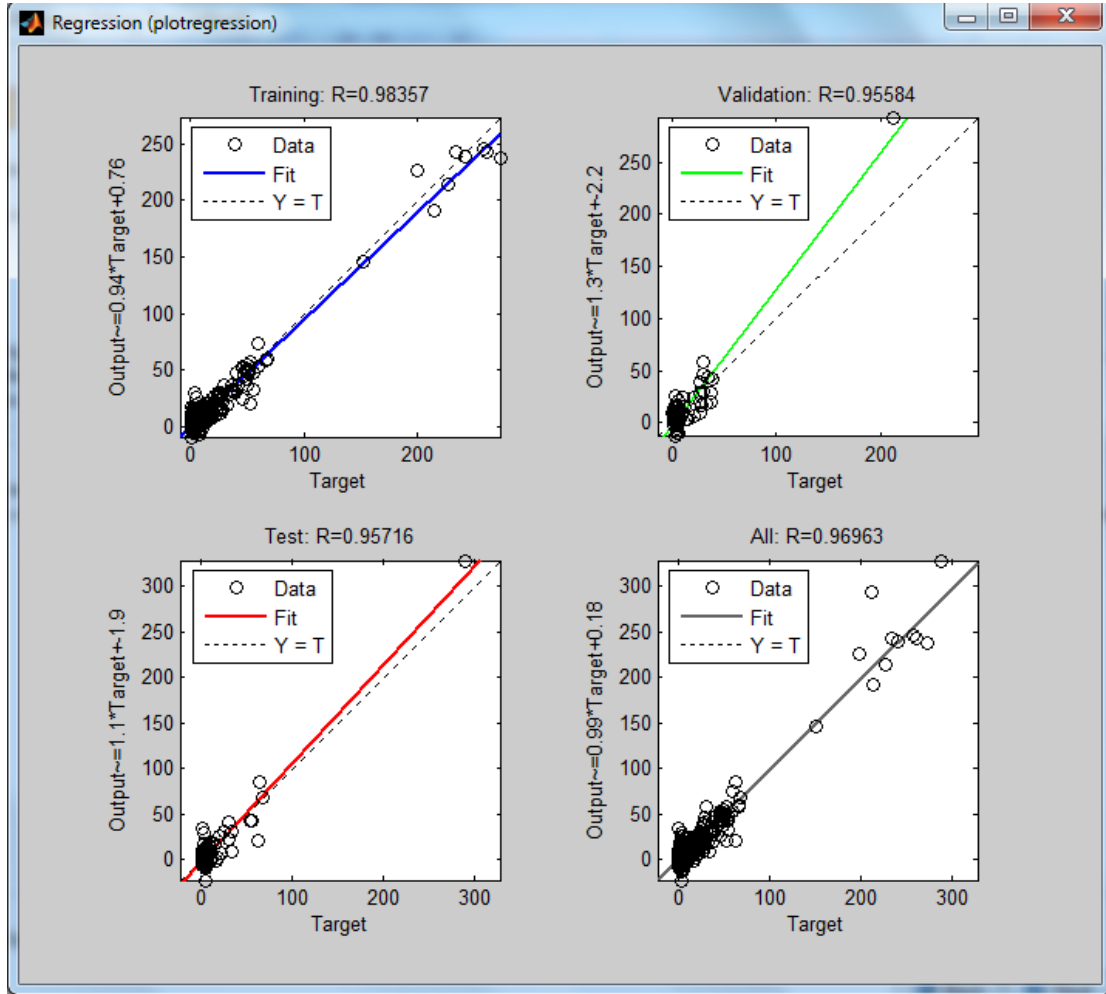 Regression (plotregression)
Training: R=0.98357
Output~=0.94*Target+0.76
250
200
150
100
50
0
Data
Fit
Y = T
0
100
200
Target
Validation: R=0.95584
Output~=1.3*Target+-2.2
250
200
150
100
50
0
Data
Fit
Y = T
0
100
200
Target
Test: R=0.95716
Output~=1.1*Target+-1.9
300
250
200
150
100
50
0
Data
Fit
Y = T
0
100
200
300
Target
All: R=0.96963
Output~=0.99*Target+0.18
300
250
200
150
100
50
0
Data
Fit
Y = T
0
100
200
300
Target